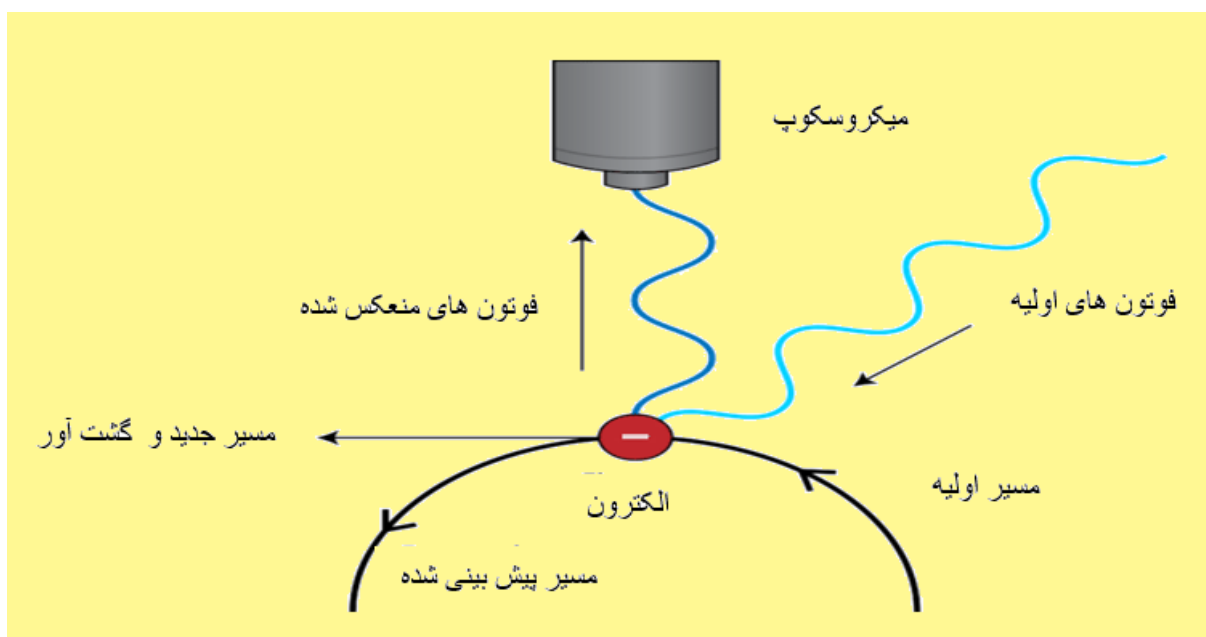 میکروسکوپ
فوتون های اولیه
فوتون های منعکس شده
مسیر جدید و گشت آور
مسیر اولیه
الکترون
مسیر پیش بینی شده